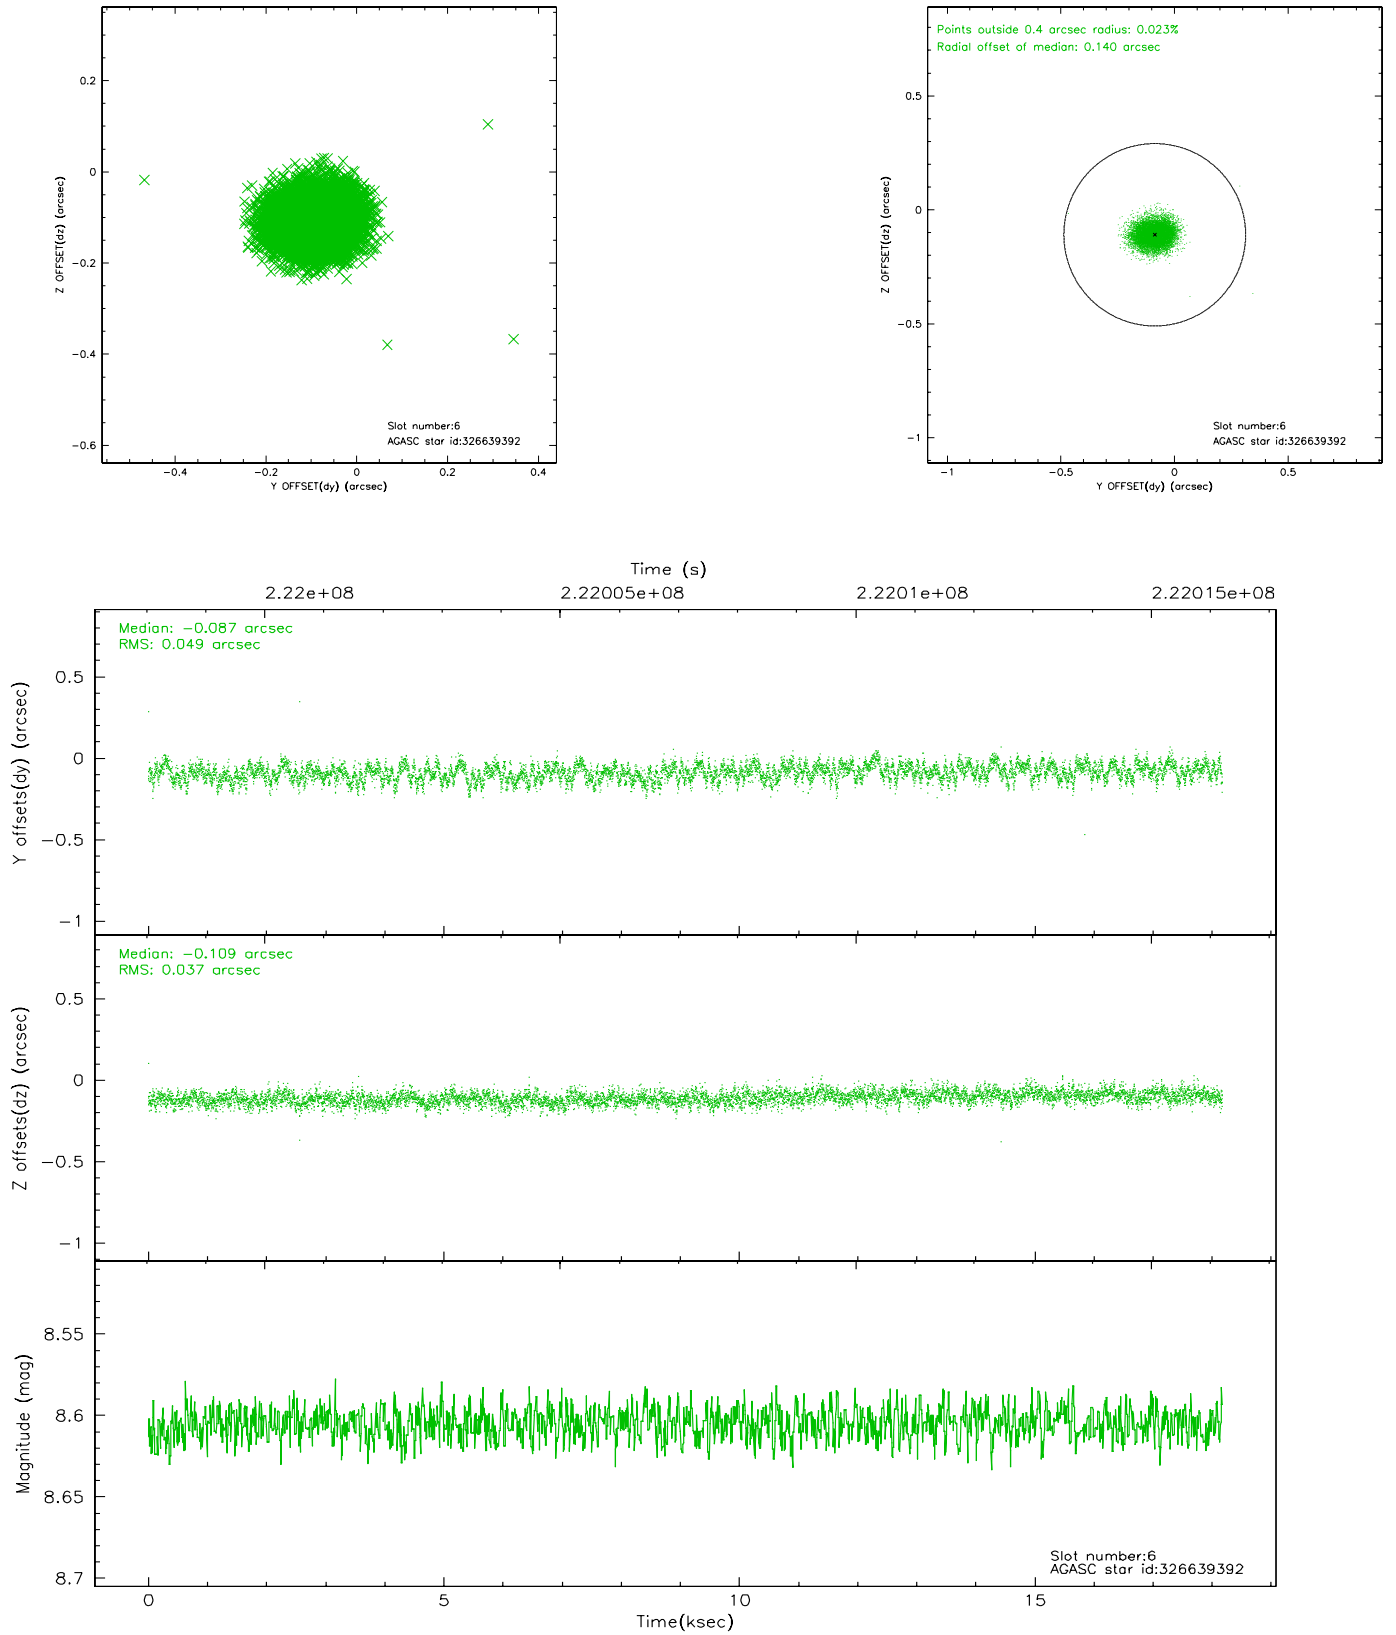 0.2
0
−0.2
−0.4
−0.6
Z OFFSET(dz) (arcsec)
Slot number:6
AGASC star id:326639392
−0.4
−0.2
0
0.2
0.4
Y OFFSET(dy) (arcsec)
Points outside 0.4 arcsec radius: 0.023%
Radial offset of median: 0.140 arcsec
0.5
0
−0.5
−1
Z OFFSET(dz) (arcsec)
Slot number:6
AGASC star id:326639392
−1
−0.5
0
0.5
Y OFFSET(dy) (arcsec)
Time (s)
2.22e+08
2.22005e+08
2.2201e+08
2.22015e+08
Median: −0.087 arcsec
RMS: 0.049 arcsec
0.5
0
−0.5
−1
Y offsets(dy) (arcsec)
Median: −0.109 arcsec
RMS: 0.037 arcsec
0.5
0
−0.5
−1
Z offsets(dz) (arcsec)
8.55
8.6
8.65
8.7
Magnitude (mag)
Slot number:6
AGASC star id:326639392
0
5
10
15
Time(ksec)